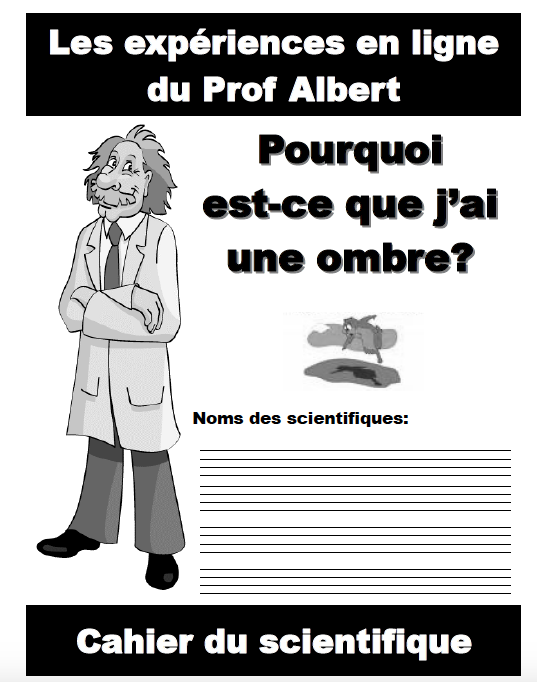 Les expériences en ligne
du Prof Albert
Pourquoi
est-ce que j’ai
une ombre?
Noms des scientifiques:
Cahier du scientifique